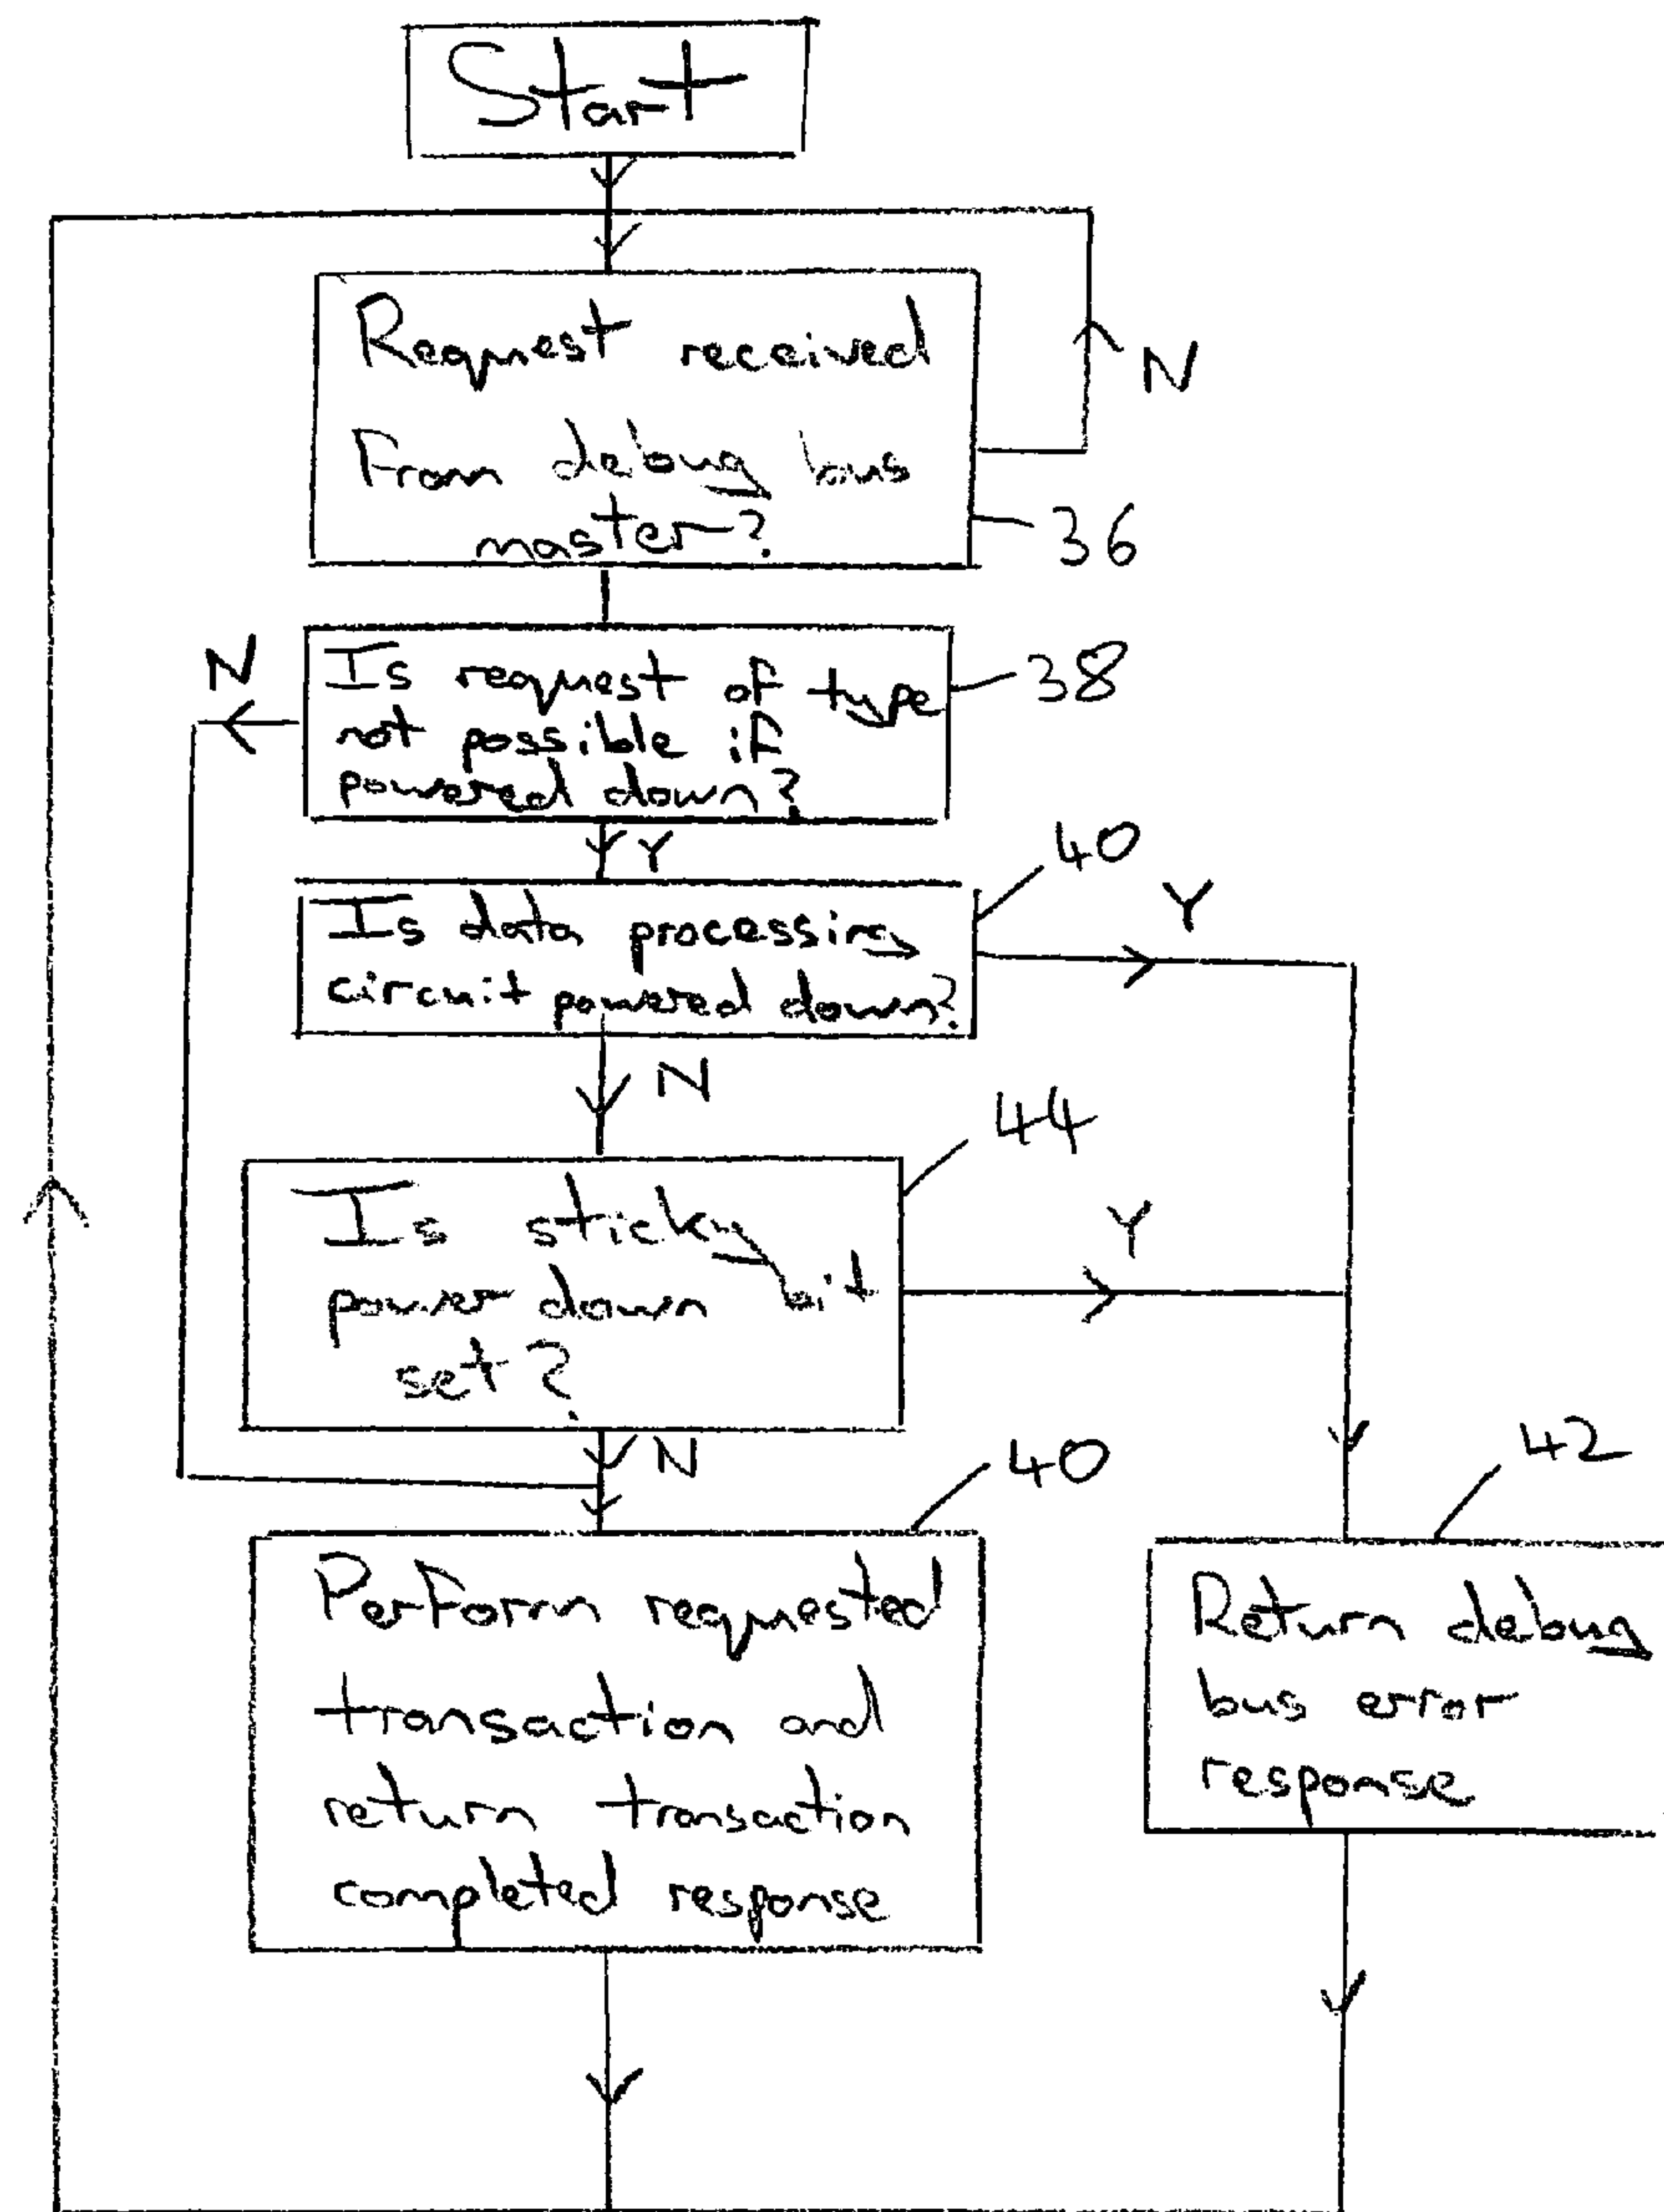 Start
Request received
From debug bus
master?
N
36
N
Is request of type
not possible if
powered down?
38
Y
40
Is data processing
circuit powered down?
Y
N
44
Is sticky
power down bit
set?
Y
N
40
42
Perform requested
transaction and
return transaction
completed response
Return debug
bus error
response